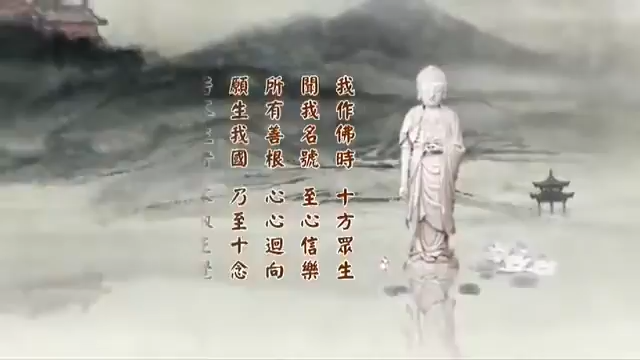 我作佛時 十方眾生
聞我名號 至心信樂
所有善根 心心迴向
願生我國 乃至十念